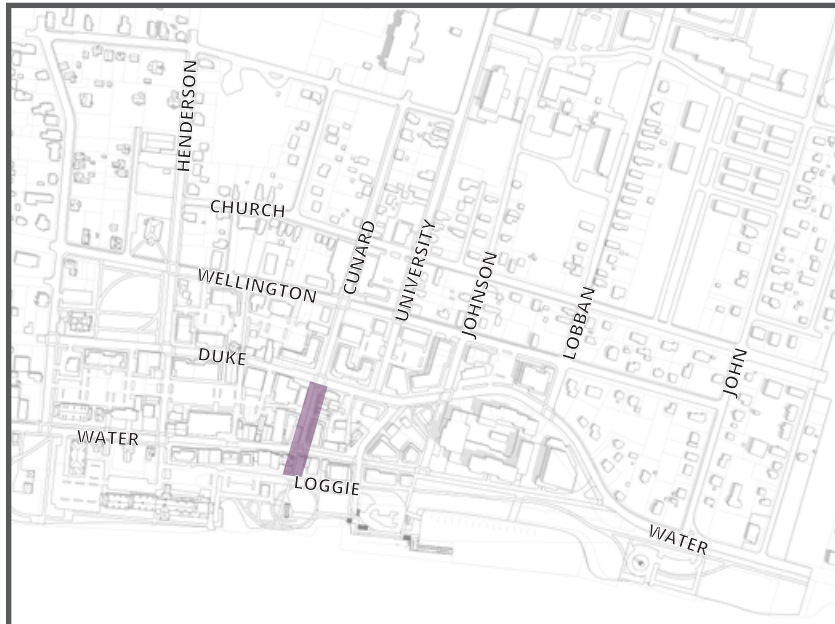 HENDERSON
CHURCH
CUNARD
UNIVERSITY
WELLINGTON
JOHNSON
LOBBAN
DUKE
JOHN
WATER
LOGGIE
WATER